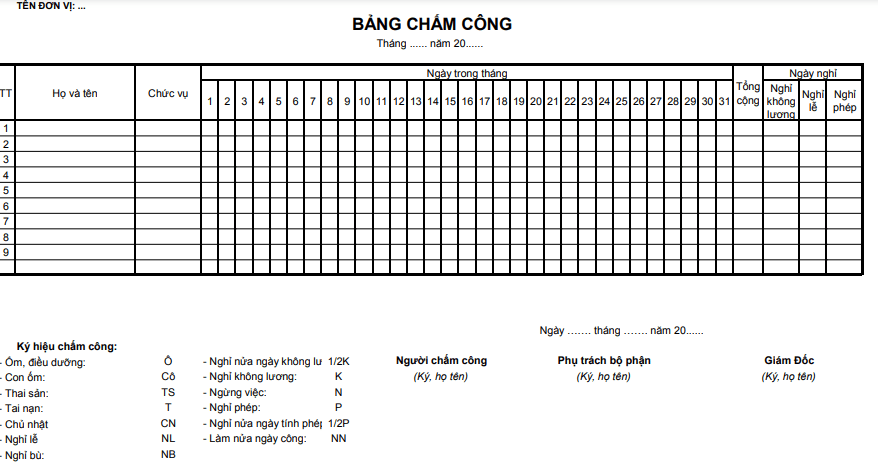 TÊN ĐƠN VỊ: ...
BẢNG CHẤM CÔNG
Tháng ...... năm 20......
TT Họ và tên Chức vụ Ngày trong tháng Tổng cộng Ngày nghỉ
1 2 3 4 5 6 7 8 9 10 11 12 13 14 15 16 17 18 19 20 21 22 23 24 25 26 27 28 29 30 31 Nghỉ không lương Nghỉ lễ Nghỉ phép
1
2
3
4
5
6
7
8
9
Ngày ……. tháng ……. năm 20......
Ký hiệu chấm công:
- Ốm, điều dưỡng: Ô - Nghỉ nửa ngày không lư 1/2K Người chấm công Phụ trách bộ phận Giám Đốc
- Con ốm: Cô - Nghỉ không lương: K (Ký, họ tên) (Ký, họ tên) (Ký, họ tên)
- Thai sản: TS - Ngừng việc: N
- Tai nạn: T - Nghỉ phép: P
- Chủ nhật CN - Nghỉ nửa ngày tính phép 1/2P
- Nghỉ lễ NL - Làm nửa ngày công: NN
- Nghỉ bù: NB